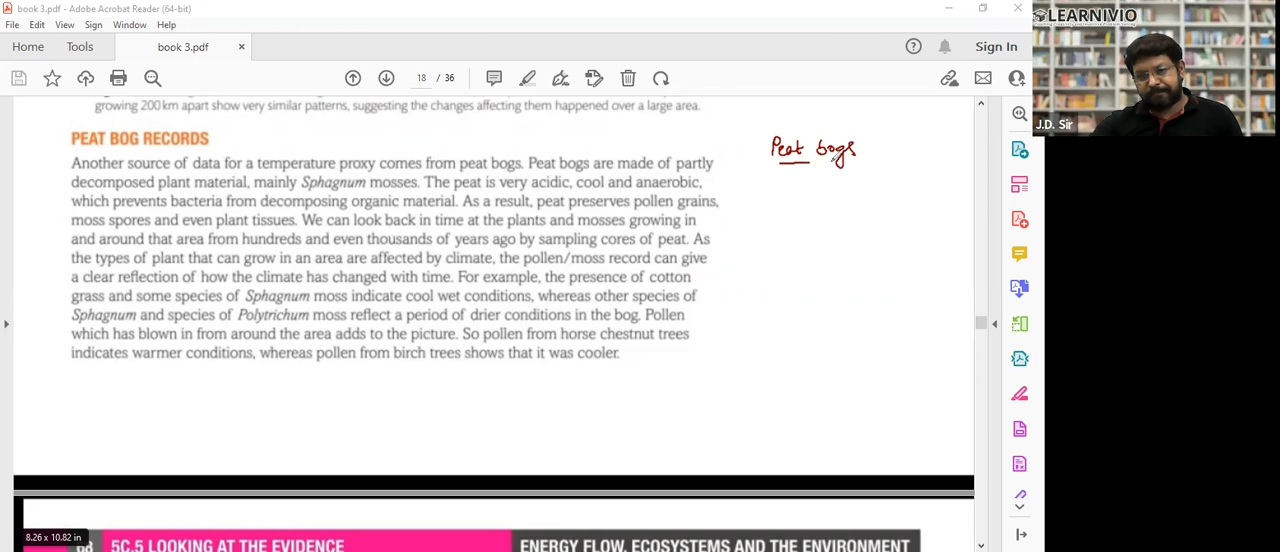 book 3.pdf - Adobe Acrobat Reader (64-bit)
File Edit View Sign Window Help
Home Tools book 3.pdf × Sign In
18 / 36
LEARNIVIO
J.D. Sir
growing 200 km apart show very similar patterns, suggesting the changes affecting them happened over a large area.
PEAT BOG RECORDS
Peat bogs
Another source of data for a temperature proxy comes from peat bogs. Peat bogs are made of partly
decomposed plant material, mainly Sphagnum mosses. The peat is very acidic, cool and anaerobic,
which prevents bacteria from decomposing organic material. As a result, peat preserves pollen grains,
moss spores and even plant tissues. We can look back in time at the plants and mosses growing in
and around that area from hundreds and even thousands of years ago by sampling cores of peat. As
the types of plant that can grow in an area are affected by climate, the pollen/moss record can give
a clear reflection of how the climate has changed with time. For example, the presence of cotton
grass and some species of Sphagnum moss indicate cool wet conditions, whereas other species of
Sphagnum and species of Polytrichum moss reflect a period of drier conditions in the bog. Pollen
which has blown in from around the area adds to the picture. So pollen from horse chestnut trees
indicates warmer conditions, whereas pollen from birch trees shows that it was cooler.
8.26 x 10.82 in
68 5C.5 LOOKING AT THE EVIDENCE ENERGY FLOW, ECOSYSTEMS AND THE ENVIRONMENT